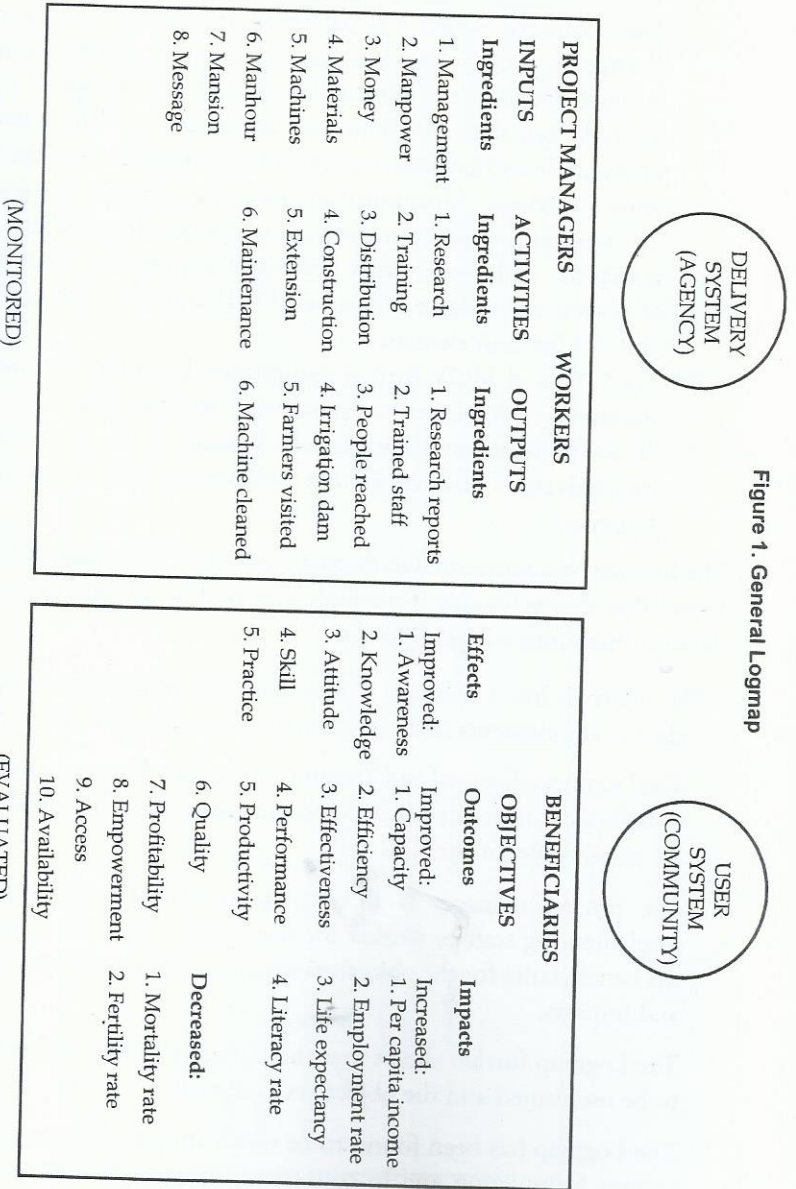 Figure 1. General Logmap
DELIVERY
SYSTEM
(AGENCY)
USER
SYSTEM
(COMMUNITY)
PROJECT MANAGERS WORKERS
INPUTS ACTIVITIES OUTPUTS
Ingredients Ingredients Ingredients
1. Management 1. Research 1. Research reports
2. Manpower 2. Training 2. Trained staff
3. Money 3. Distribution 3. People reached
4. Materials 4. Construction 4. Irrigation dam
5. Machines 5. Extension 5. Farmers visited
6. Manhour 6. Maintenance 6. Machine cleaned
7. Mansion
8. Message
(MONITORED)
BENEFICIARIES
OBJECTIVES
Effects Outcomes Impacts
Improved: Improved: Increased:
1. Awareness 1. Capacity 1. Per capita income
2. Knowledge 2. Efficiency 2. Employment rate
3. Attitude 3. Effectiveness 3. Life expectancy
4. Skill 4. Performance 4. Literacy rate
5. Practice 5. Productivity
6. Quality Decreased:
7. Profitability 1. Mortality rate
8. Empowerment 2. Fertility rate
9. Access
10. Availability
(EVALUATED)